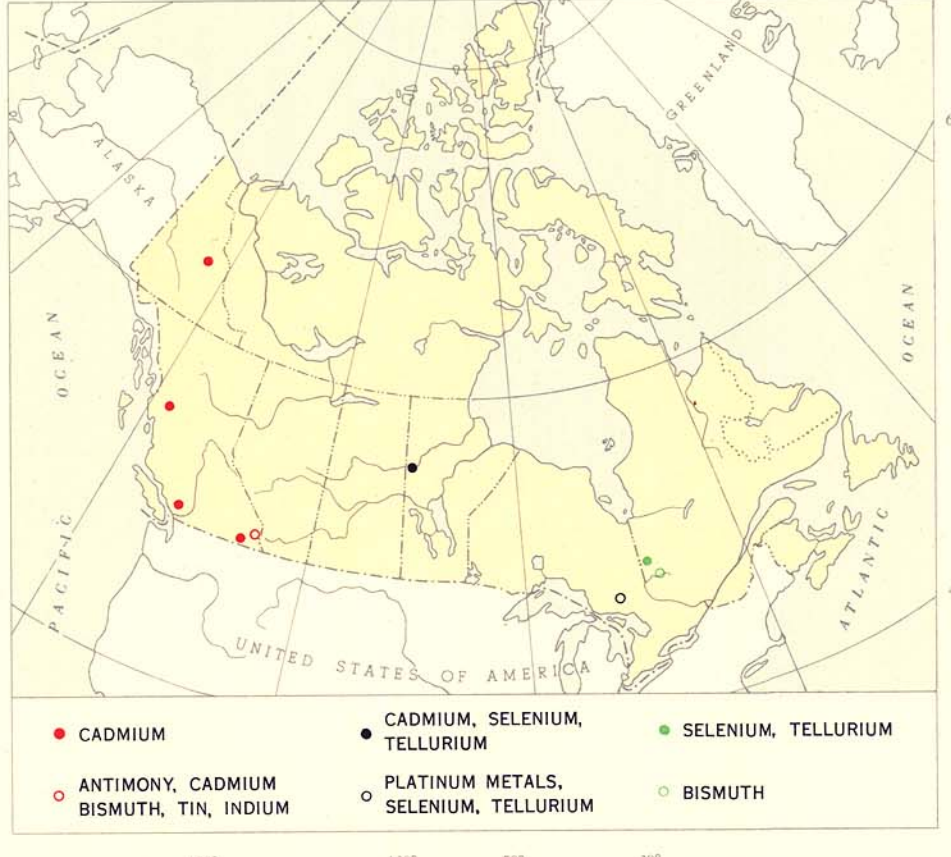 GREENLAND
ALASKA
OCEAN
OCEAN
PACIFIC
ATLANTIC
UNITED STATES OF AMERICA
CADMIUM
CADMIUM, SELENIUM,
TELLURIUM
SELENIUM, TELLURIUM
ANTIMONY, CADMIUM
BISMUTH, TIN, INDIUM
PLATINUM METALS,
SELENIUM, TELLURIUM
BISMUTH